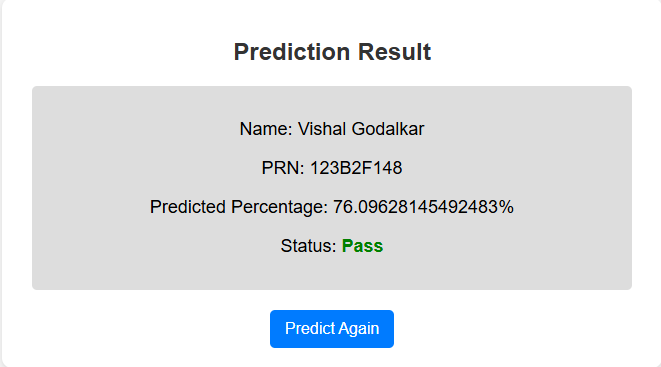 Prediction Result
Name: Vishal Godalkar
PRN: 123B2F148
Predicted Percentage: 76.09628145492483%
Status: Pass
Predict Again